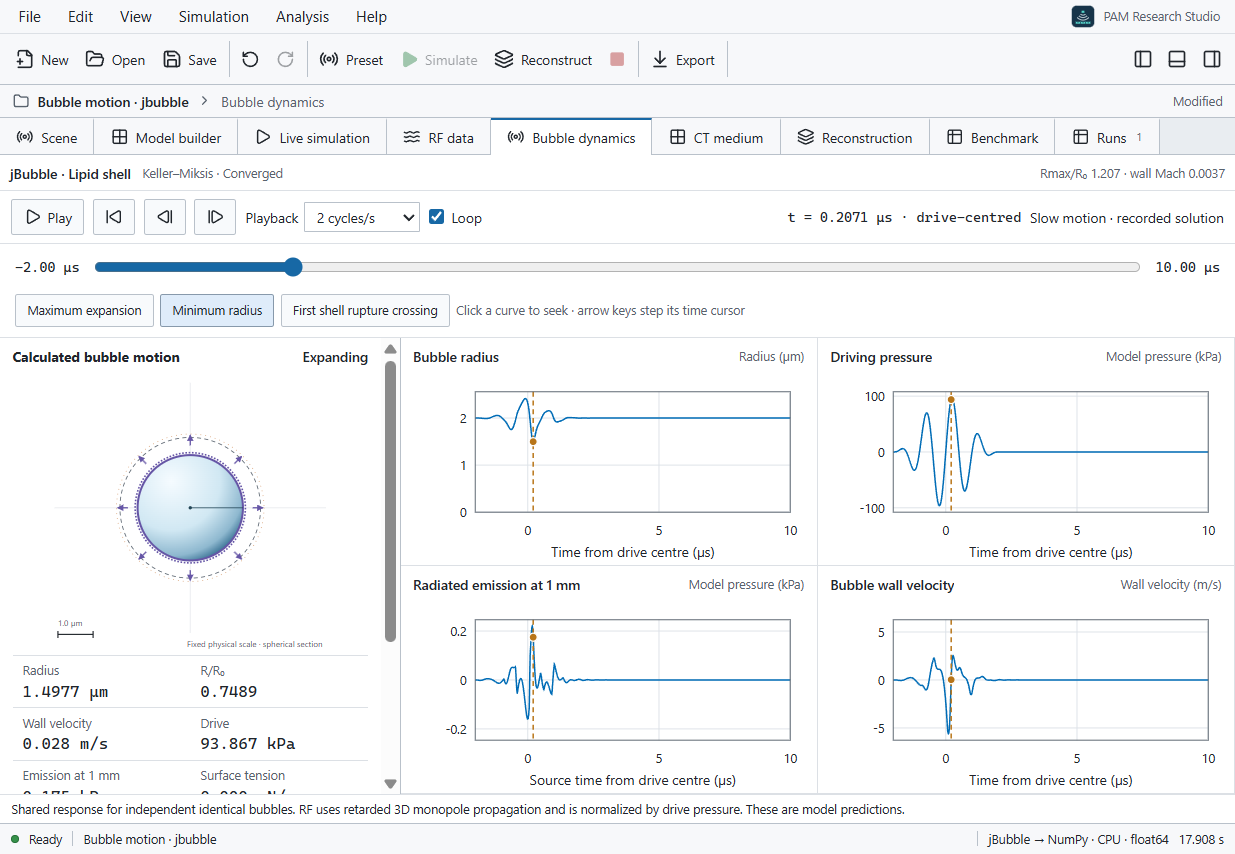 File Edit View Simulation Analysis Help PAM Research Studio
New Open Save Preset Simulate Reconstruct Export
Bubble motion · jbubble > Bubble dynamics Modified
Scene Model builder Live simulation RF data Bubble dynamics CT medium Reconstruction Benchmark Runs 1
jBubble · Lipid shell Keller–Miksis · Converged Rmax/R₀ 1.207 · wall Mach 0.0037
Play Playback 2 cycles/s Loop t = 0.2071 µs · drive-centred Slow motion · recorded solution
−2.00 µs 10.00 µs
Maximum expansion Minimum radius First shell rupture crossing Click a curve to seek · arrow keys step its time cursor
Calculated bubble motion Expanding
1.0 µm
Fixed physical scale · spherical section
Radius R/R₀
1.4977 µm 0.7489
Wall velocity Drive
0.028 m/s 93.867 kPa
Emission at 1 mm Surface tension
Bubble radius Radius (µm)
2
1
0
0 5 10
Time from drive centre (µs)
Driving pressure Model pressure (kPa)
100
0
-100
0 5 10
Time from drive centre (µs)
Radiated emission at 1 mm Model pressure (kPa)
0.2
0
-0.2
0 5 10
Source time from drive centre (µs)
Bubble wall velocity Wall velocity (m/s)
5
0
-5
0 5 10
Time from drive centre (µs)
Shared response for independent identical bubbles. RF uses retarded 3D monopole propagation and is normalized by drive pressure. These are model predictions.
Ready Bubble motion · jbubble jBubble → NumPy · CPU · float64 17.908 s